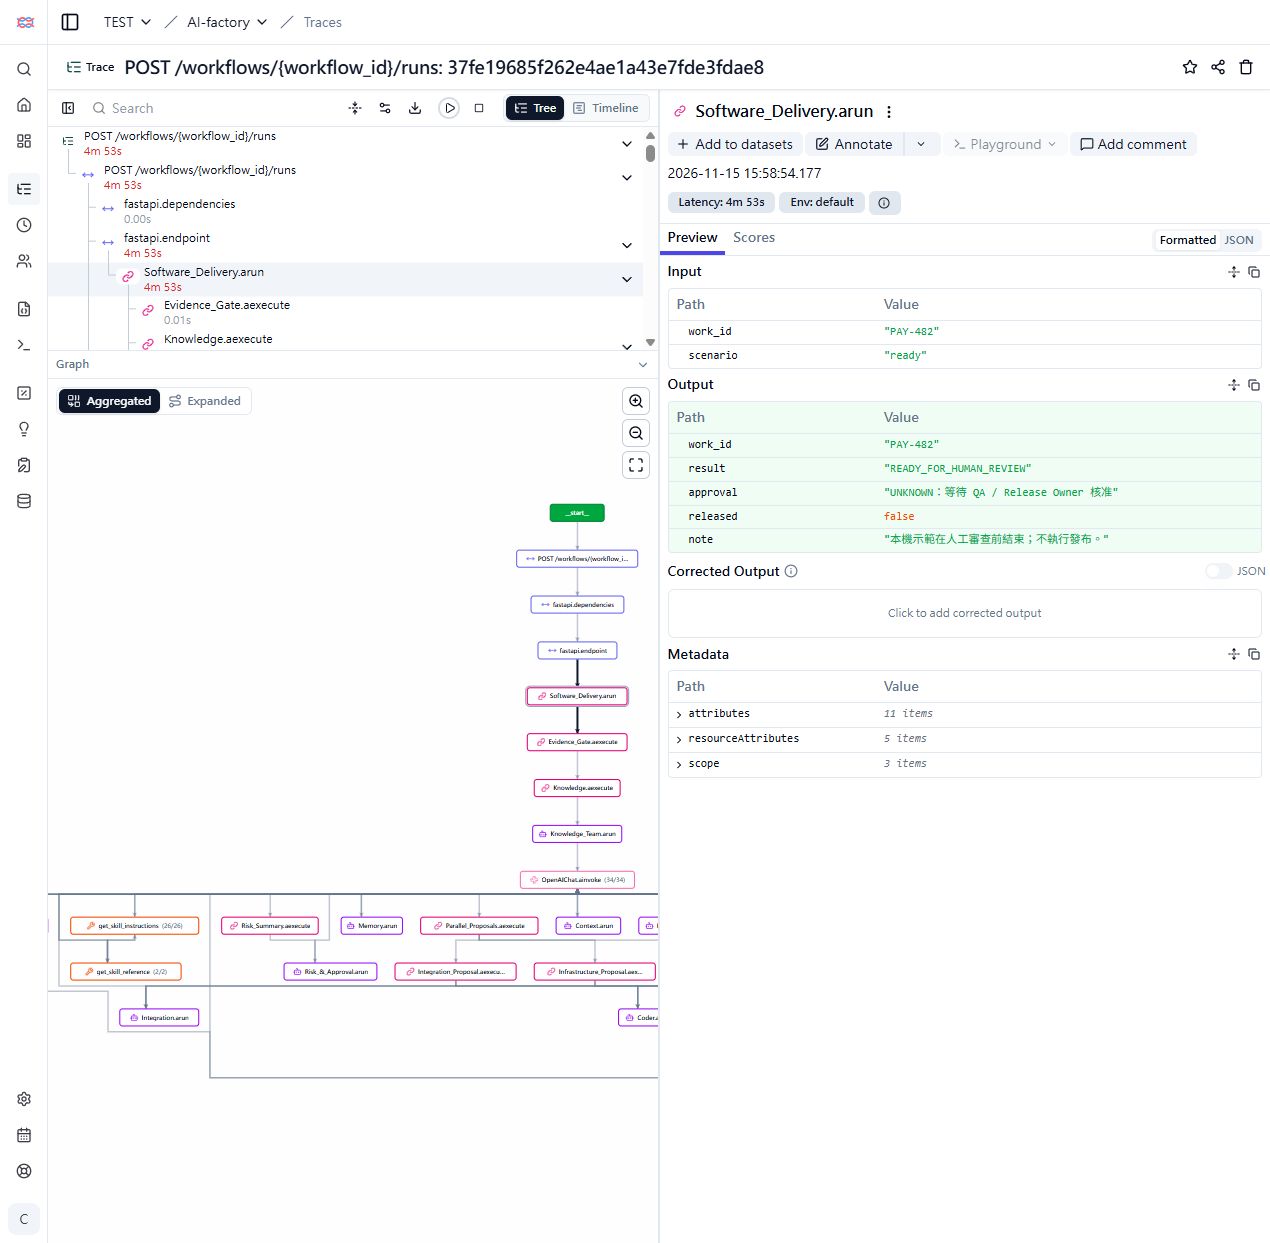 TEST
AI-factory
Traces
Trace
POST /workflows/{workflow_id}/runs: 37fe19685f262e4ae1a43e7fde3fdae8
Search
Tree
Timeline
POST /workflows/{workflow_id}/runs
4m 53s
POST /workflows/{workflow_id}/runs
4m 53s
fastapi.dependencies
0.00s
fastapi.endpoint
4m 53s
Software_Delivery.arun
4m 53s
Evidence_Gate.aexecute
0.01s
Knowledge.aexecute
Graph
Aggregated
Expanded
__start__
POST /workflows/{workflow_i...
fastapi.dependencies
fastapi.endpoint
Software_Delivery.arun
Evidence_Gate.aexecute
Knowledge.aexecute
Knowledge_Team.arun
OpenAIChat.ainvoke (34/34)
get_skill_instructions (26/26)
Risk_Summary.aexecute
Memory.arun
Parallel_Proposals.aexecute
Context.arun
get_skill_reference (2/2)
Risk_&_Approval.arun
Integration_Proposal.aexecu...
Infrastructure_Proposal.aex...
Integration.arun
Coder.a
C
Software_Delivery.arun
Add to datasets
Annotate
Playground
Add comment
2026-11-15 15:58:54.177
Latency: 4m 53s
Env: default
Preview
Scores
Formatted
JSON
Input
Path Value
work_id "PAY-482"
scenario "ready"
Output
Path Value
work_id "PAY-482"
result "READY_FOR_HUMAN_REVIEW"
approval "UNKNOWN：等待 QA / Release Owner 核准"
released false
note "本機示範在人工審查前結束；不執行發布。"
Corrected Output
JSON
Click to add corrected output
Metadata
Path Value
attributes 11 items
resourceAttributes 5 items
scope 3 items